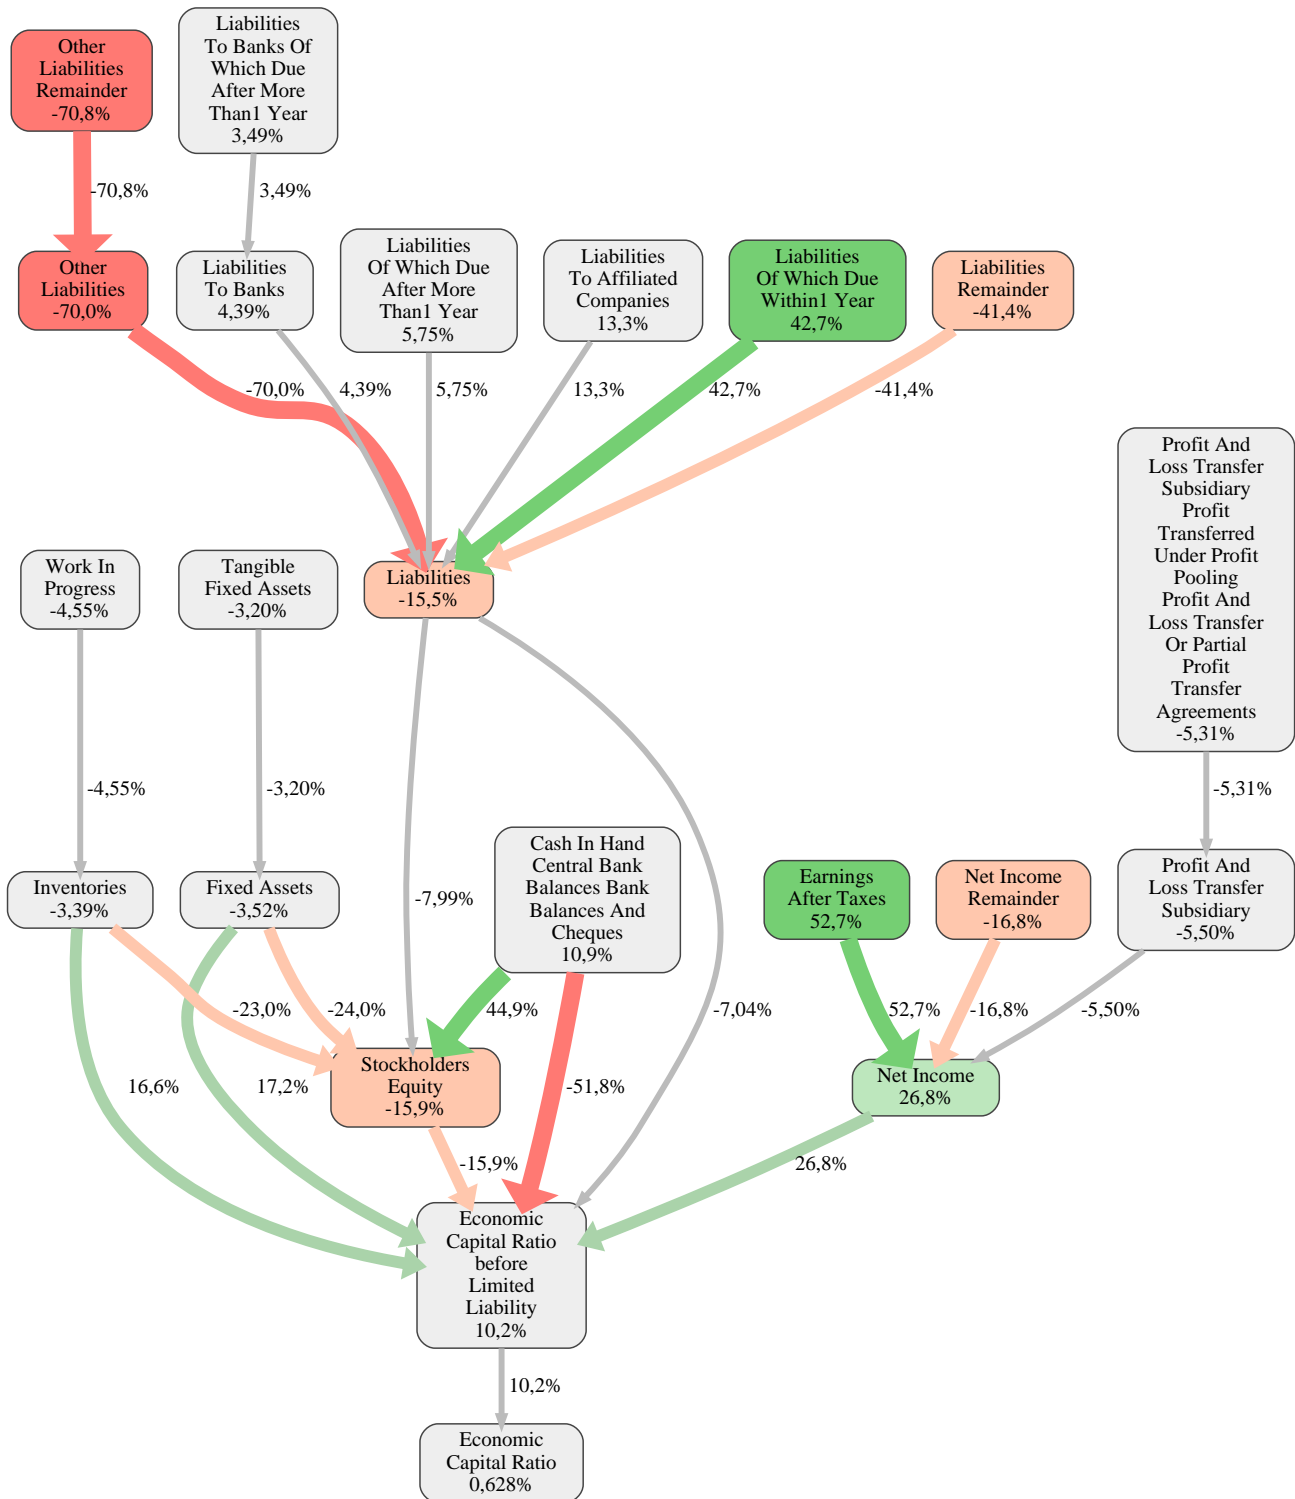 Other
Liabilities
Remainder
-70,8%
Liabilities
To Banks Of
Which Due
After More
Than1 Year
3,49%
-70,8%
3,49%
Other
Liabilities
-70,0%
Liabilities
To Banks
4,39%
Liabilities
Of Which Due
After More
Than1 Year
5,75%
Liabilities
To Affiliated
Companies
13,3%
Liabilities
Of Which Due
Within1 Year
42,7%
Liabilities
Remainder
-41,4%
-70,0%
4,39%
5,75%
13,3%
42,7%
-41,4%
Profit And
Loss Transfer
Subsidiary
Profit
Transferred
Under Profit
Pooling
Profit And
Loss Transfer
Or Partial
Profit
Transfer
Agreements
-5,31%
Work In
Progress
-4,55%
Tangible
Fixed Assets
-3,20%
Liabilities
-15,5%
-4,55%
-3,20%
-5,31%
Inventories
-3,39%
Fixed Assets
-3,52%
-7,99%
Cash In Hand
Central Bank
Balances Bank
Balances And
Cheques
10,9%
Earnings
After Taxes
52,7%
Net Income
Remainder
-16,8%
Profit And
Loss Transfer
Subsidiary
-5,50%
-23,0%
-24,0%
44,9%
-7,04%
52,7%
-16,8%
-5,50%
16,6%
17,2%
Stockholders
Equity
-15,9%
-51,8%
Net Income
26,8%
-15,9%
26,8%
Economic
Capital Ratio
before
Limited
Liability
10,2%
10,2%
Economic
Capital Ratio
0,628%